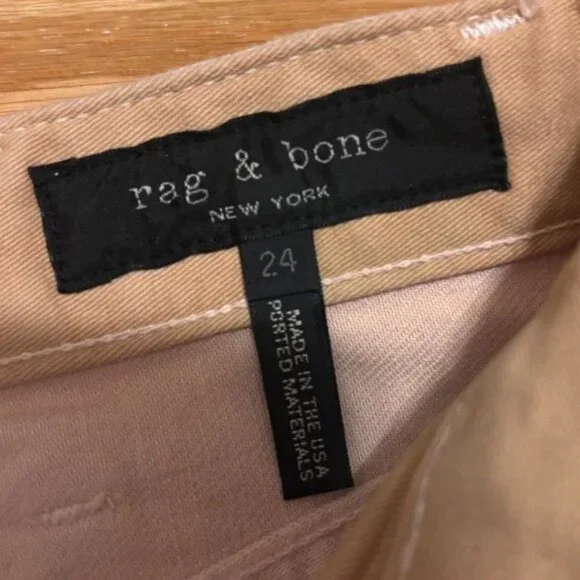 rag & bone
NEW YORK
24
MADE IN THE USA
PORTED MATERIALS